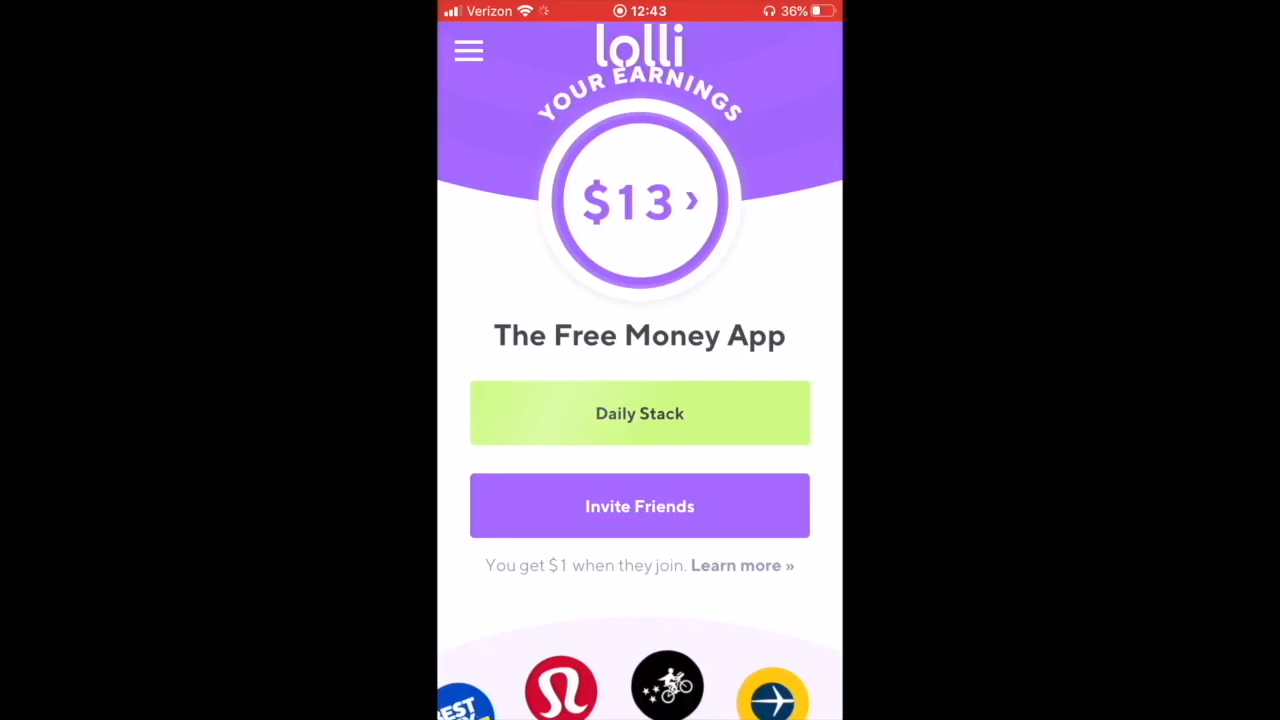 Verizon 12:43 36%
lolli
YOUR EARNINGS
$13 ›
The Free Money App
Daily Stack
Invite Friends
You get $1 when they join. Learn more »
BEST